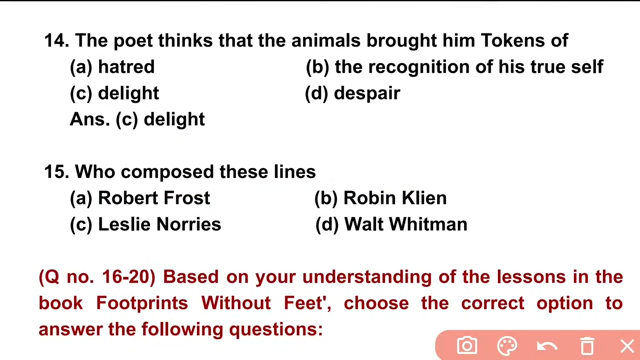 14. The poet thinks that the animals brought him Tokens of
(a) hatred (b) the recognition of his true self
(c) delight (d) despair
Ans. (c) delight
15. Who composed these lines
(a) Robert Frost (b) Robin Klien
(c) Leslie Norries (d) Walt Whitman
(Q no. 16-20) Based on your understanding of the lessons in the
book Footprints Without Feet', choose the correct option to
answer the following questions: